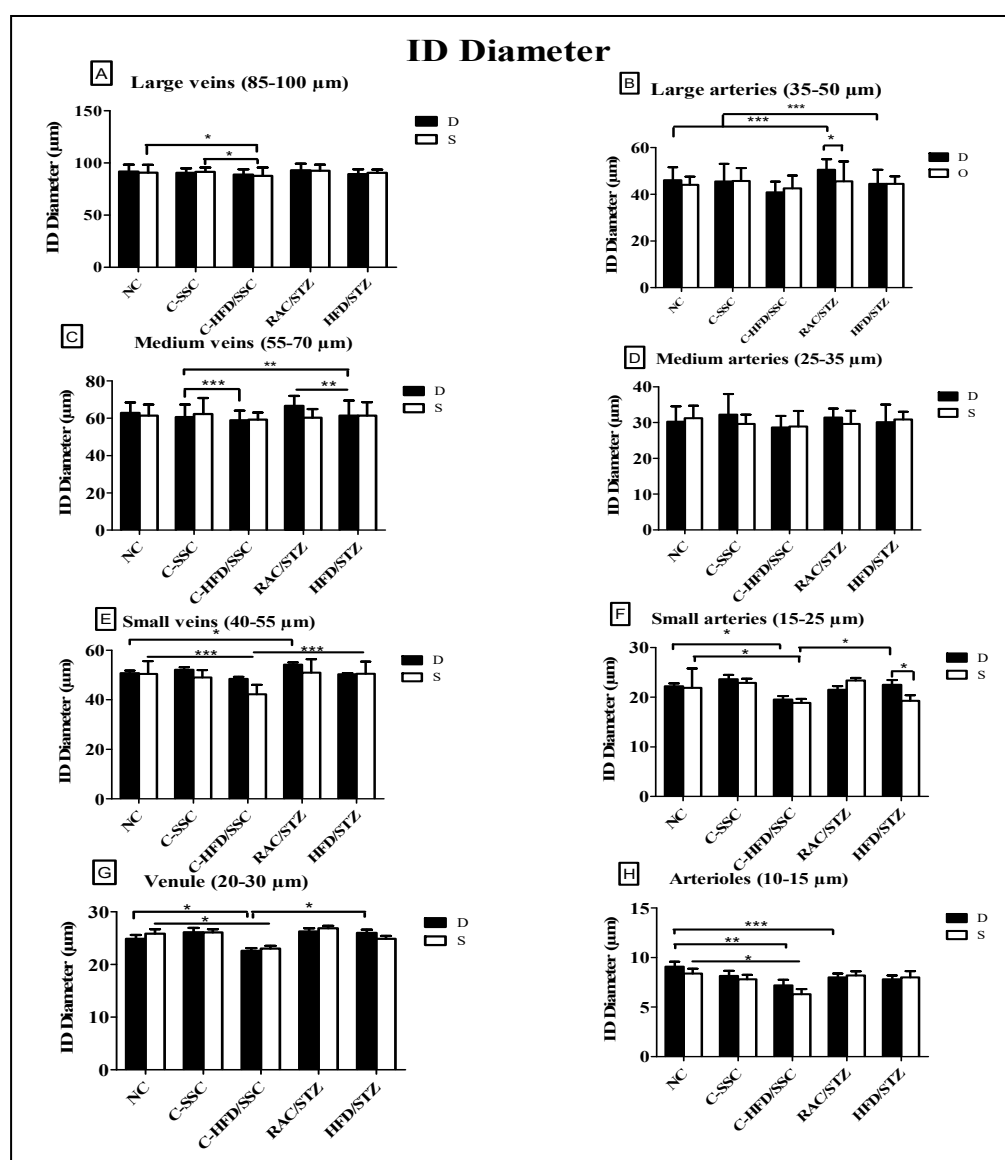 ID Diameter
A
Large veins (85-100 µm)
ID Diameter (µm)
150
100
50
0
*
*
D
S
NC
C-SSC
C-HFD/SSC
RAC/STZ
HFD/STZ
B
Large arteries (35-50 µm)
ID Diameter (µm)
60
40
20
0
***
***
*
D
O
NC
C-SSC
C-HFD/SSC
RAC/STZ
HFD/STZ
C
Medium veins (55-70 µm)
ID Diameter (µm)
80
60
40
20
0
**
***
**
D
S
NC
C-SSC
C-HFD/SSC
RAC/STZ
HFD/STZ
D
Medium arteries (25-35 µm)
ID Diameter (µm)
40
30
20
10
0
D
S
NC
C-SSC
C-HFD/SSC
RAC/STZ
HFD/STZ
E
Small veins (40-55 µm)
ID Diameter (µm)
60
40
20
0
*
***
***
D
S
NC
C-SSC
C-HFD/SSC
RAC/STZ
HFD/STZ
F
Small arteries (15-25 µm)
ID Diameter (µm)
30
20
10
0
*
*
*
*
D
S
NC
C-SSC
C-HFD/SSC
RAC/STZ
HFD/STZ
G
Venule (20-30 µm)
ID Diameter (µm)
30
20
10
0
*
*
*
D
S
NC
C-SSC
C-HFD/SSC
RAC/STZ
HFD/STZ
H
Arterioles (10-15 µm)
ID Diameter (µm)
15
10
5
0
***
**
*
D
S
NC
C-SSC
C-HFD/SSC
RAC/STZ
HFD/STZ